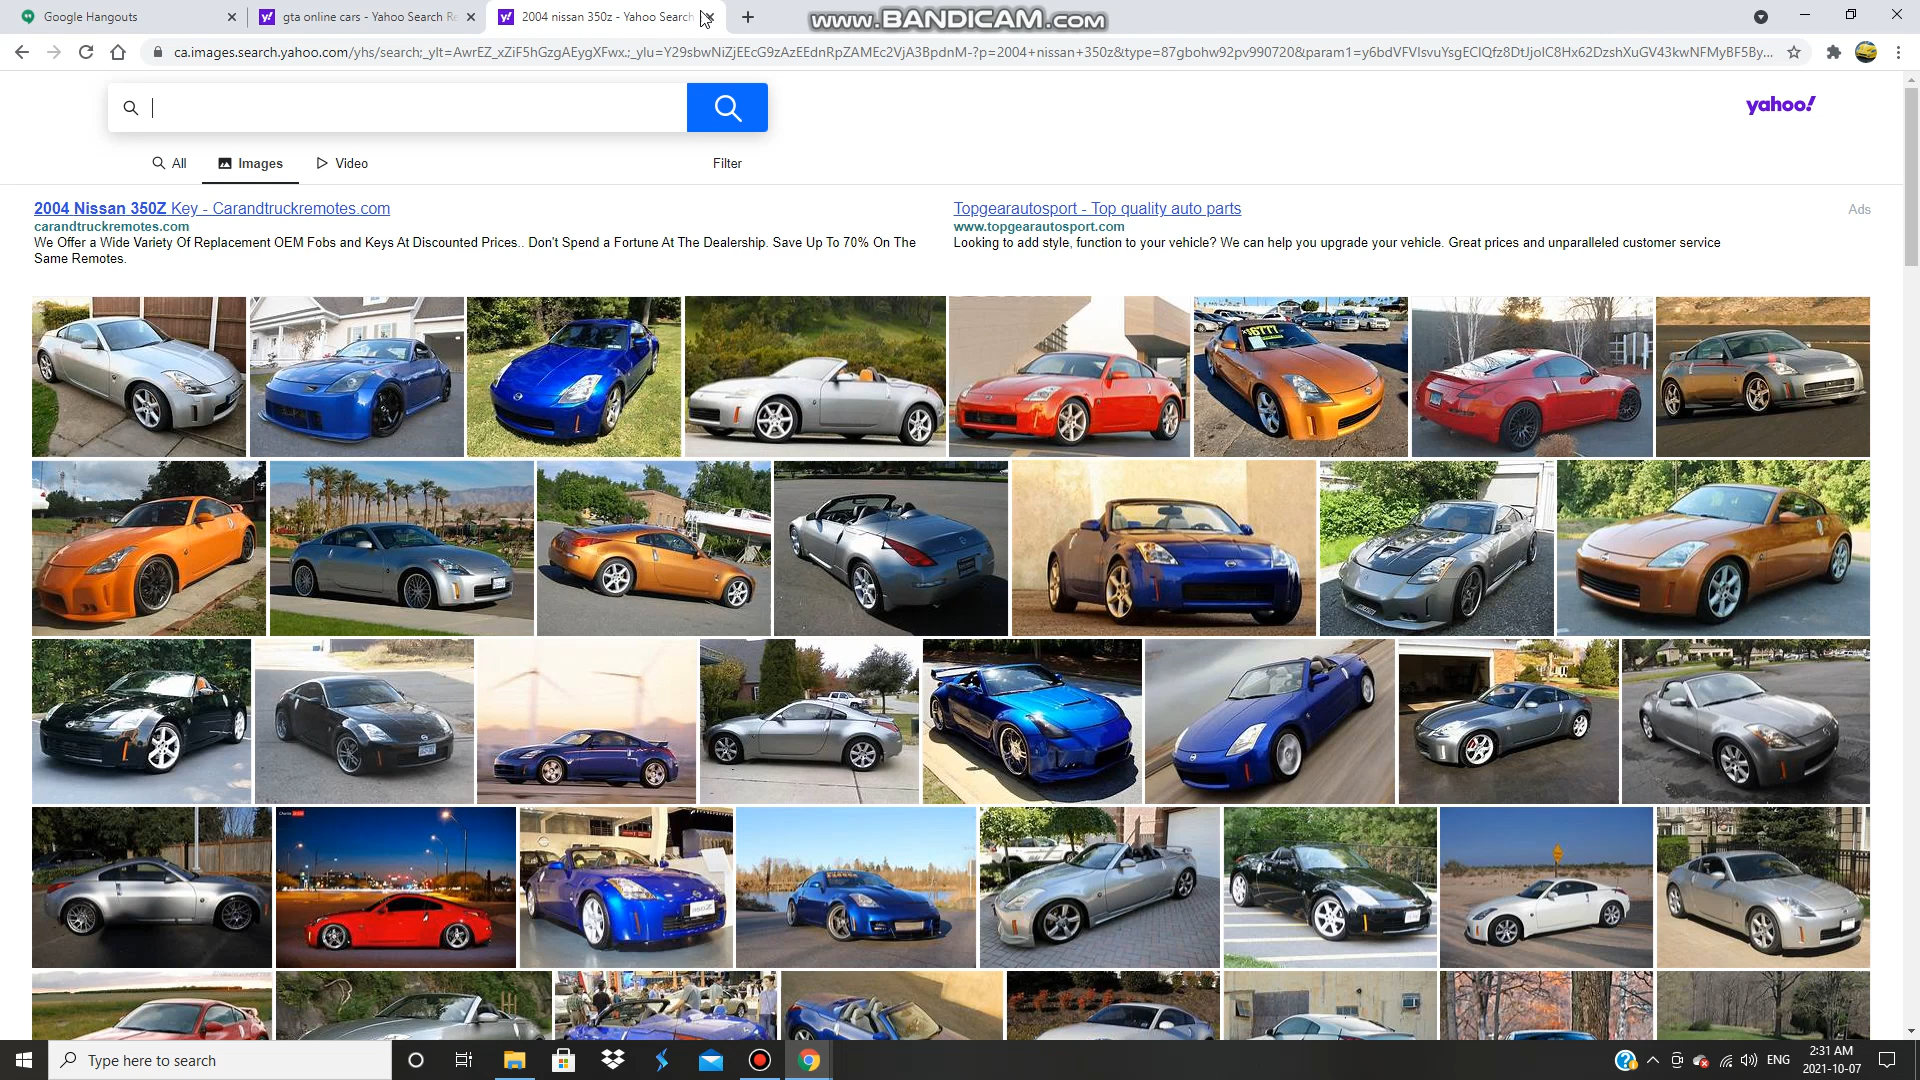 Google Hangouts
gta online cars - Yahoo Search Re
2004 nissan 350z - Yahoo Search
www.BANDICAM.com
ca.images.search.yahoo.com/yhs/search;_ylt=AwrEZ_xZiF5hGzgAEygXFwx.;_ylu=Y29sbwNiZjEEcG9zAzEEdnRpZAMEc2VjA3BpdnM-?p=2004+nissan+350z&type=87gbohw92pv990720&param1=y6bdVFVIsvuYsgEClQfz8DtJjolC8Hx62DzshXuGV43kwNFMyBF5By...
yahoo!
All
Images
Video
Filter
2004 Nissan 350Z Key - Carandtruckremotes.com
carandtruckremotes.com
We Offer a Wide Variety Of Replacement OEM Fobs and Keys At Discounted Prices.. Don't Spend a Fortune At The Dealership. Save Up To 70% On The
Same Remotes.
Topgearautosport - Top quality auto parts
www.topgearautosport.com
Looking to add style, function to your vehicle? We can help you upgrade your vehicle. Great prices and unparalleled customer service
Ads
Type here to search
ENG
2:31 AM
2021-10-07